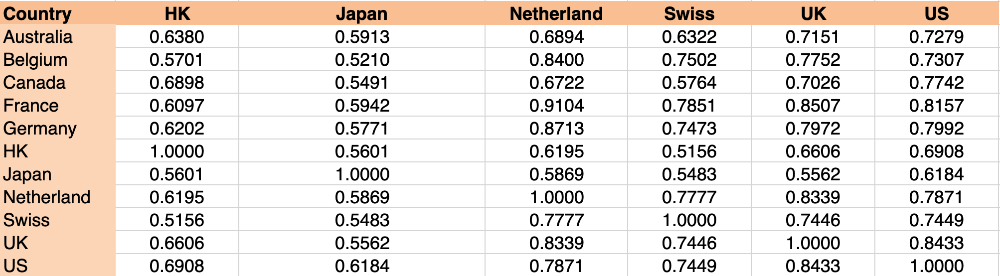 Country HK Japan Netherland Swiss UK US
Australia 0.6380 0.5913 0.6894 0.6322 0.7151 0.7279
Belgium 0.5701 0.5210 0.8400 0.7502 0.7752 0.7307
Canada 0.6898 0.5491 0.6722 0.5764 0.7026 0.7742
France 0.6097 0.5942 0.9104 0.7851 0.8507 0.8157
Germany 0.6202 0.5771 0.8713 0.7473 0.7972 0.7992
HK 1.0000 0.5601 0.6195 0.5156 0.6606 0.6908
Japan 0.5601 1.0000 0.5869 0.5483 0.5562 0.6184
Netherland 0.6195 0.5869 1.0000 0.7777 0.8339 0.7871
Swiss 0.5156 0.5483 0.7777 1.0000 0.7446 0.7449
UK 0.6606 0.5562 0.8339 0.7446 1.0000 0.8433
US 0.6908 0.6184 0.7871 0.7449 0.8433 1.0000